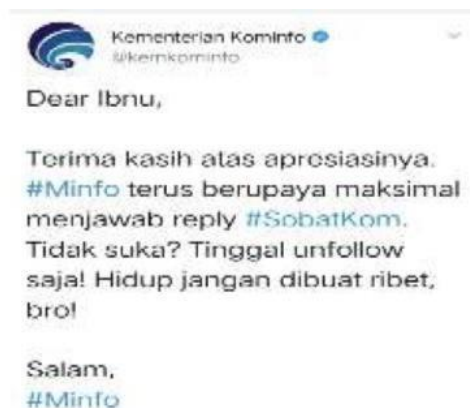 Kementerian Kominfo
@kemkominfo
Dear Ibnu,
Terima kasih atas apresiasinya.
#Minfo terus berupaya maksimal
menjawab reply #SobatKom.
Tidak suka? Tinggal unfollow
saja! Hidup jangan dibuat ribet,
bro!
Salam,
#Minfo